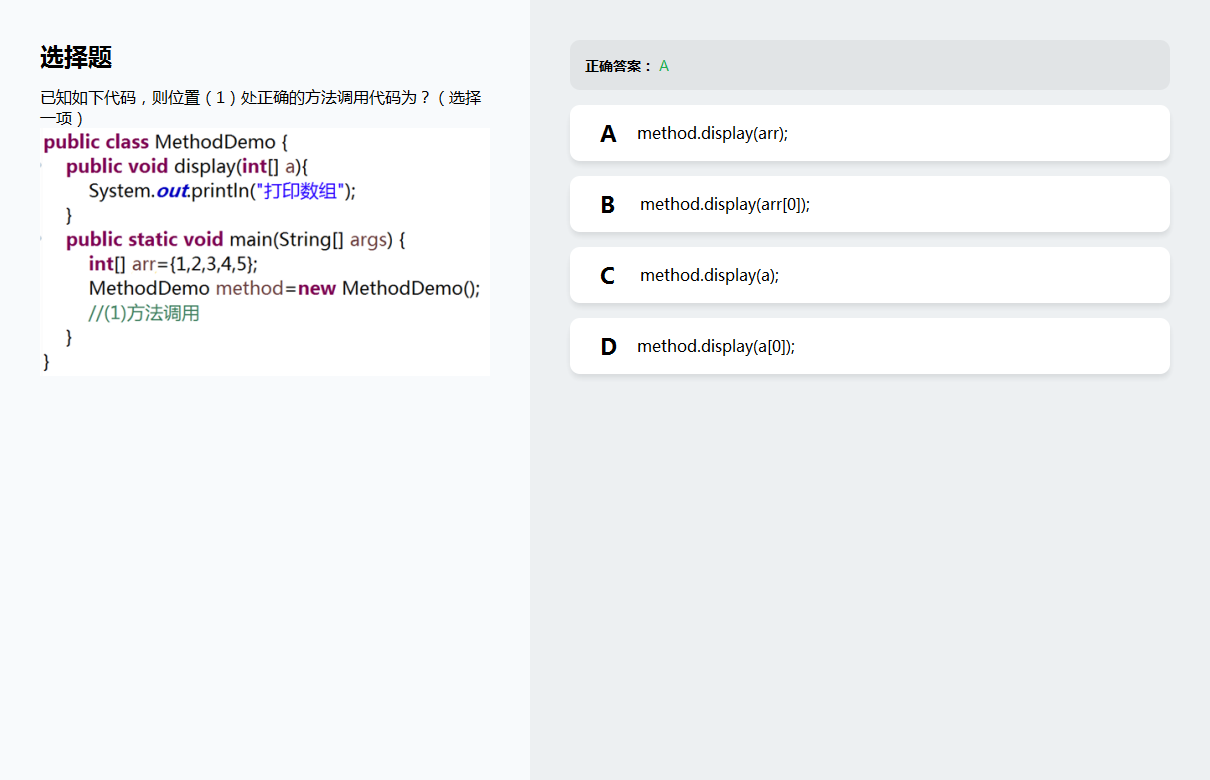 选择题
已知如下代码，则位置（1）处正确的方法调用代码为？（选择
一项）
public class MethodDemo {
public void display(int[] a){
System.out.println("打印数组");
}
public static void main(String[] args) {
int[] arr={1,2,3,4,5};
MethodDemo method=new MethodDemo();
//(1)方法调用
}
}
正确答案： A
A method.display(arr);
B method.display(arr[0]);
C method.display(a);
D method.display(a[0]);